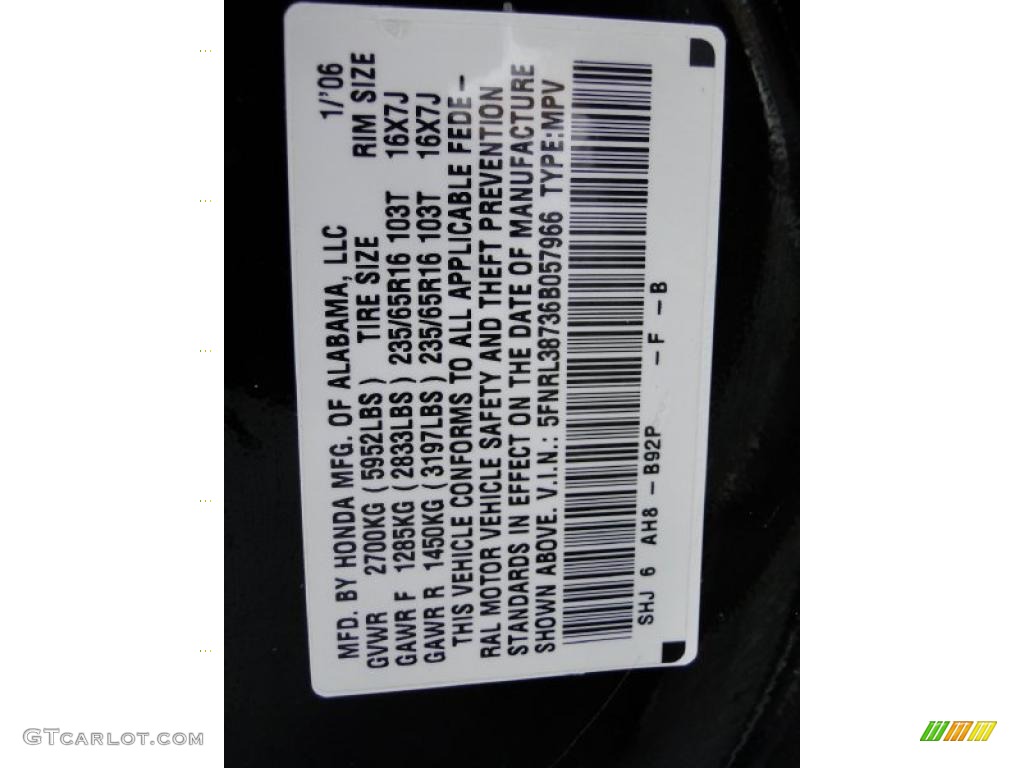 MFD. BY HONDA MFG. OF ALABAMA, LLC 1/'06
GVWR 2700KG ( 5952LBS ) TIRE SIZE RIM SIZE
GAWR F 1285KG ( 2833LBS ) 235/65R16 103T 16X7J
GAWR R 1450KG ( 3197LBS ) 235/65R16 103T 16X7J
THIS VEHICLE CONFORMS TO ALL APPLICABLE FEDE-
RAL MOTOR VEHICLE SAFETY AND THEFT PREVENTION
STANDARDS IN EFFECT ON THE DATE OF MANUFACTURE
SHOWN ABOVE. V.I.N.: 5FNRL38736B057966 TYPE:MPV
SHJ 6 AH8 - B92P - F - B
GTCARLOT.COM